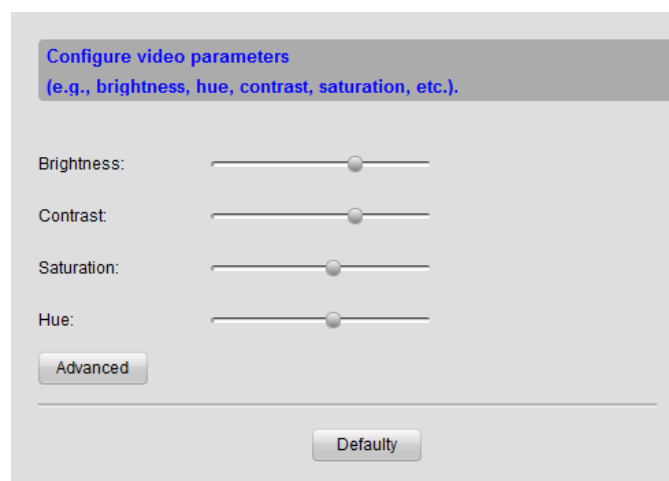 Configure video parameters
(e.g., brightness, hue, contrast, saturation, etc.).
Brightness:
Contrast:
Saturation:
Hue:
Advanced
Defaulty